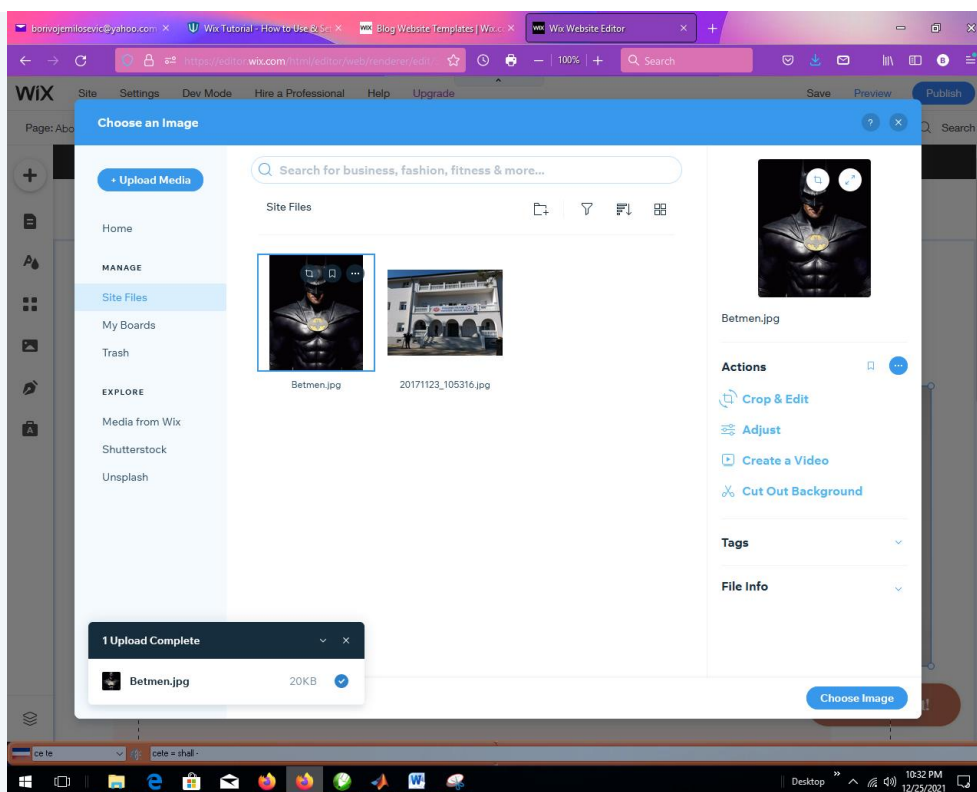 borivojemilosevic@yahoo.com
Wix Tutorial - How to Use & Se
WIX Blog Website Templates | Wix.c
WIX Wix Website Editor
https://editor.wix.com/html/editor/web/renderer/edit
100%
Search
WiX Site Settings Dev Mode Hire a Professional Help Upgrade Save Preview Publish
Page: Abo
Search
Choose an Image
?
+ Upload Media
Search for business, fashion, fitness & more...
Site Files
Home
MANAGE
Site Files
My Boards
Trash
EXPLORE
Media from Wix
Shutterstock
Unsplash
Betmen.jpg
20171123_105316.jpg
Betmen.jpg
Actions
Crop & Edit
Adjust
Create a Video
Cut Out Background
Tags
File Info
1 Upload Complete
Betmen.jpg 20KB
Choose Image
ce te
cete = shall -
Desktop
10:32 PM
12/25/2021